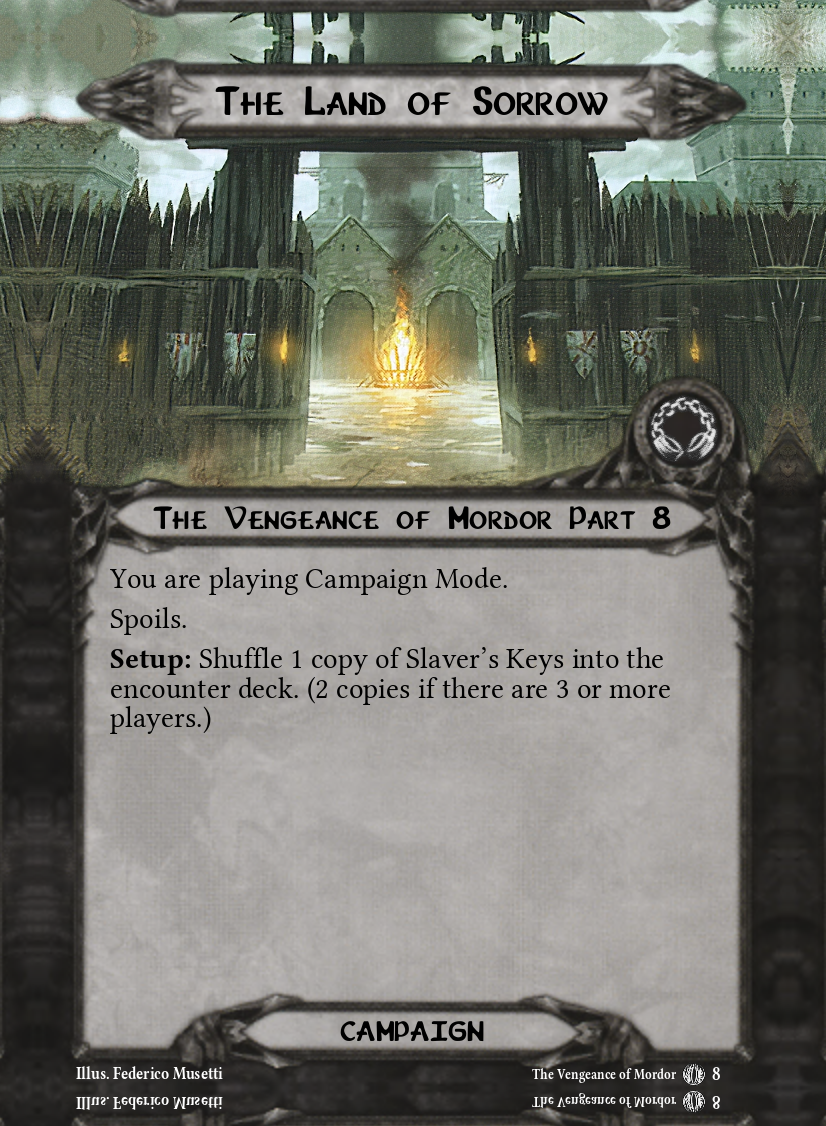 The Land of Sorrow
The Vengeance of Mordor Part 8
You are playing Campaign Mode.
Spoils.
Setup: Shuffle 1 copy of Slaver's Keys into the
encounter deck. (2 copies if there are 3 or more
players.)
CAMPAIGN
Illus. Federico Musetti
The Vengeance of Mordor 8
Illus. Federico Musetti
The Vengeance of Mordor 8